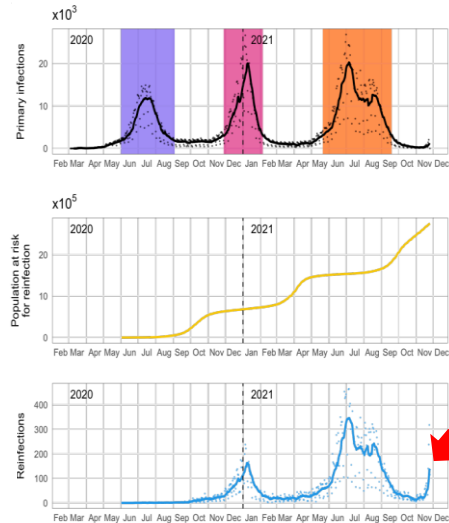 x10³
2020
2021
Primary infections
20
10
0
Feb Mar Apr May Jun Jul Aug Sep Oct Nov Dec Jan Feb Mar Apr May Jun Jul Aug Sep Oct Nov Dec
x10⁵
2020
2021
Population at risk
for reinfection
20
10
0
Feb Mar Apr May Jun Jul Aug Sep Oct Nov Dec Jan Feb Mar Apr May Jun Jul Aug Sep Oct Nov Dec
2020
2021
Reinfections
400
300
200
100
0
Feb Mar Apr May Jun Jul Aug Sep Oct Nov Dec Jan Feb Mar Apr May Jun Jul Aug Sep Oct Nov Dec